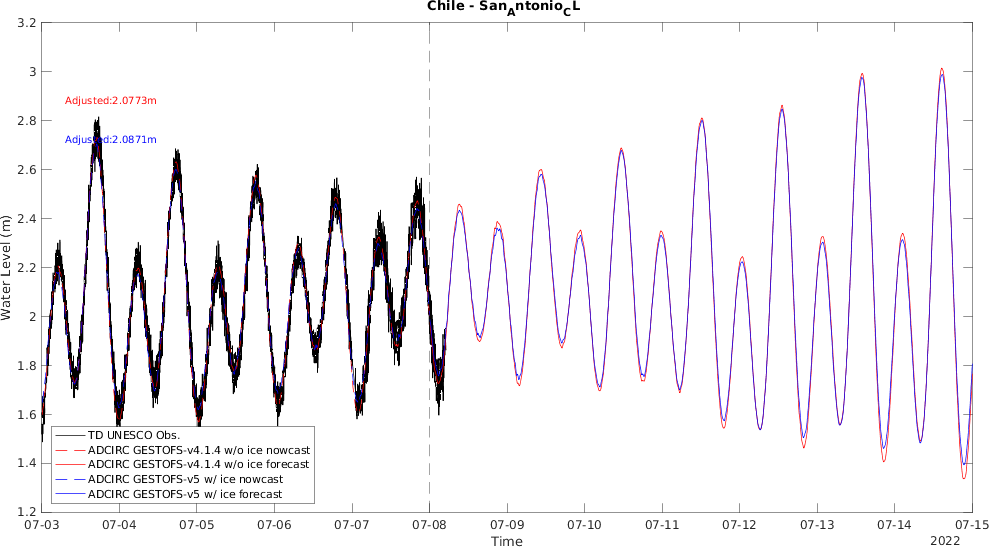 Chile - SanAntonioCL
3.2
3
2.8
2.6
2.4
2.2
2
1.8
1.6
1.4
1.2
Water Level (m)
Adjusted:2.0773m
Adjusted:2.0871m
TD UNESCO Obs.
ADCIRC GESTOFS-v4.1.4 w/o ice nowcast
ADCIRC GESTOFS-v4.1.4 w/o ice forecast
ADCIRC GESTOFS-v5 w/ ice nowcast
ADCIRC GESTOFS-v5 w/ ice forecast
07-03 07-04 07-05 07-06 07-07 07-08 07-09 07-10 07-11 07-12 07-13 07-14 07-15
Time
2022